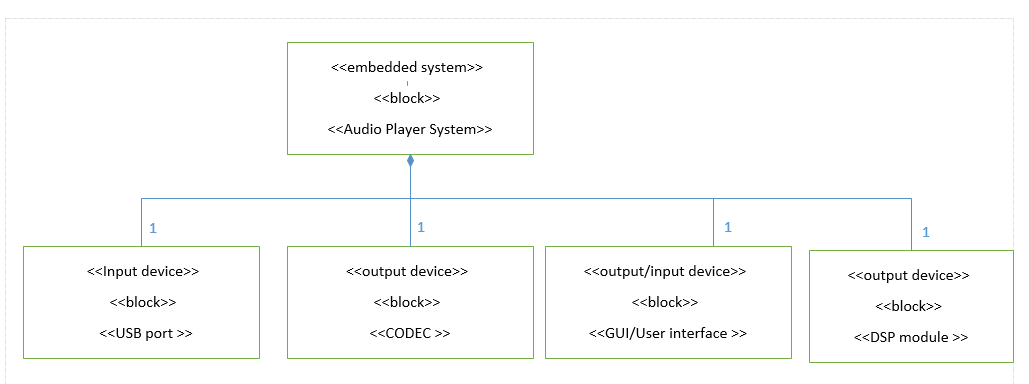 <<embedded system>>
<<block>>
<<Audio Player System>>
1
1
1
1
<<Input device>>
<<block>>
<<USB port >>
<<output device>>
<<block>>
<<CODEC >>
<<output/input device>>
<<block>>
<<GUI/User interface >>
<<output device>>
<<block>>
<<DSP module >>